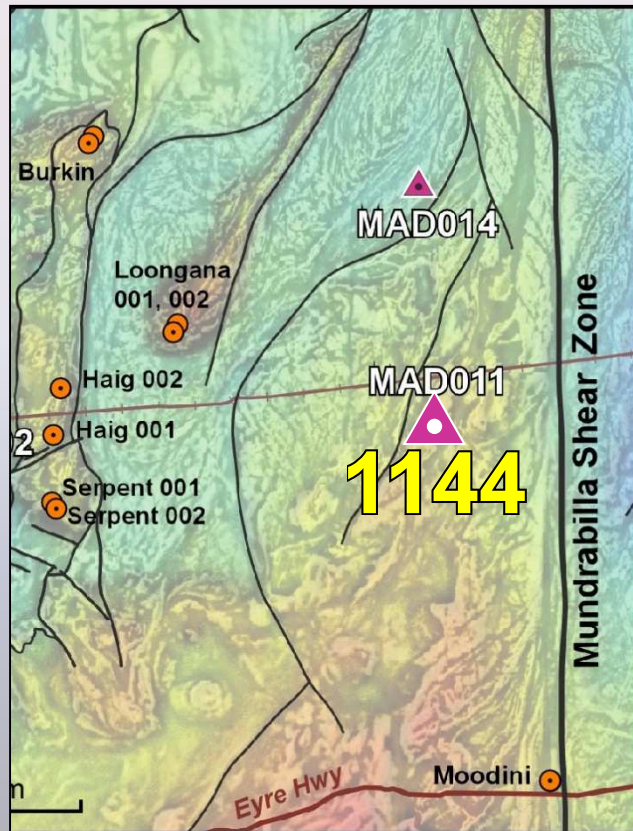 Burkin
MAD014
Loongana
001, 002
Haig 002
MAD011
2
Haig 001
1144
Serpent 001
Serpent 002
Mundrabilla Shear Zone
Moodini
Eyre Hwy
m